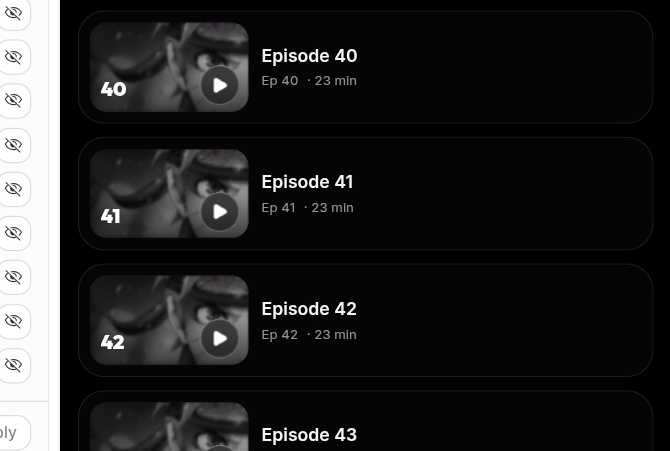 40
Episode 40
Ep 40 · 23 min
41
Episode 41
Ep 41 · 23 min
42
Episode 42
Ep 42 · 23 min
Episode 43
ply